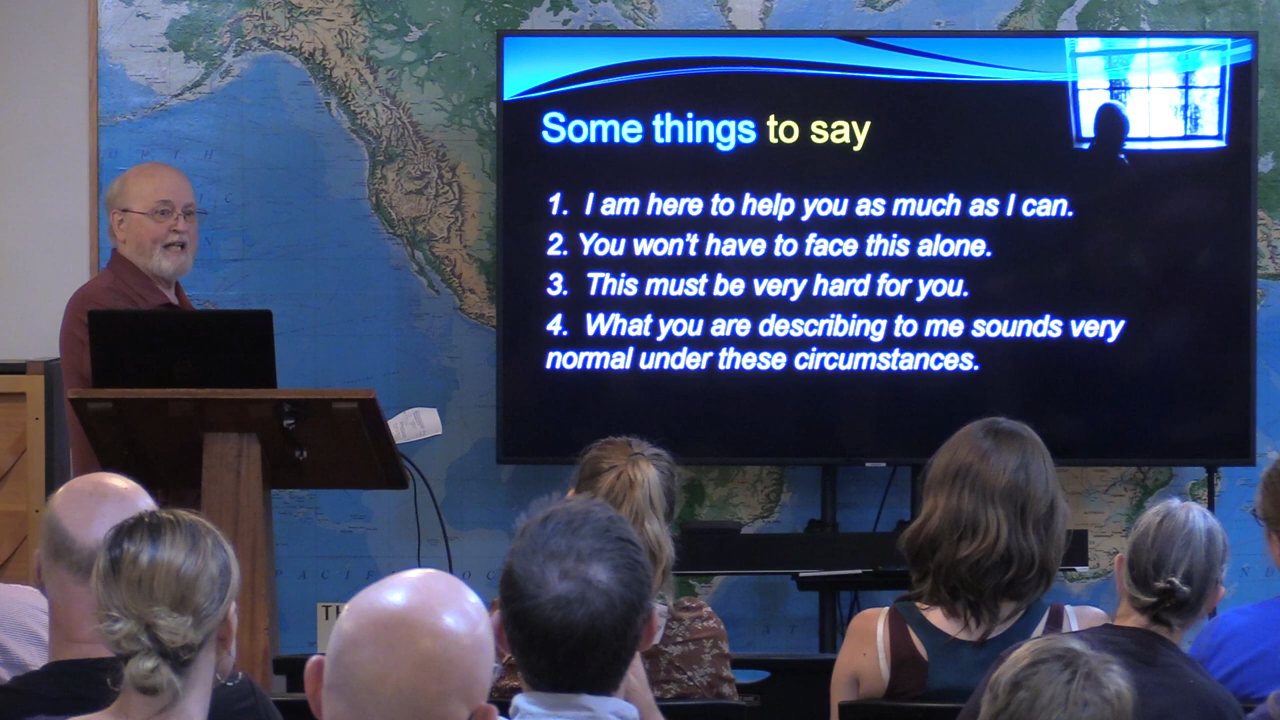 Some things to say
1. I am here to help you as much as I can.
2. You won't have to face this alone.
3. This must be very hard for you.
4. What you are describing to me sounds very
normal under these circumstances.